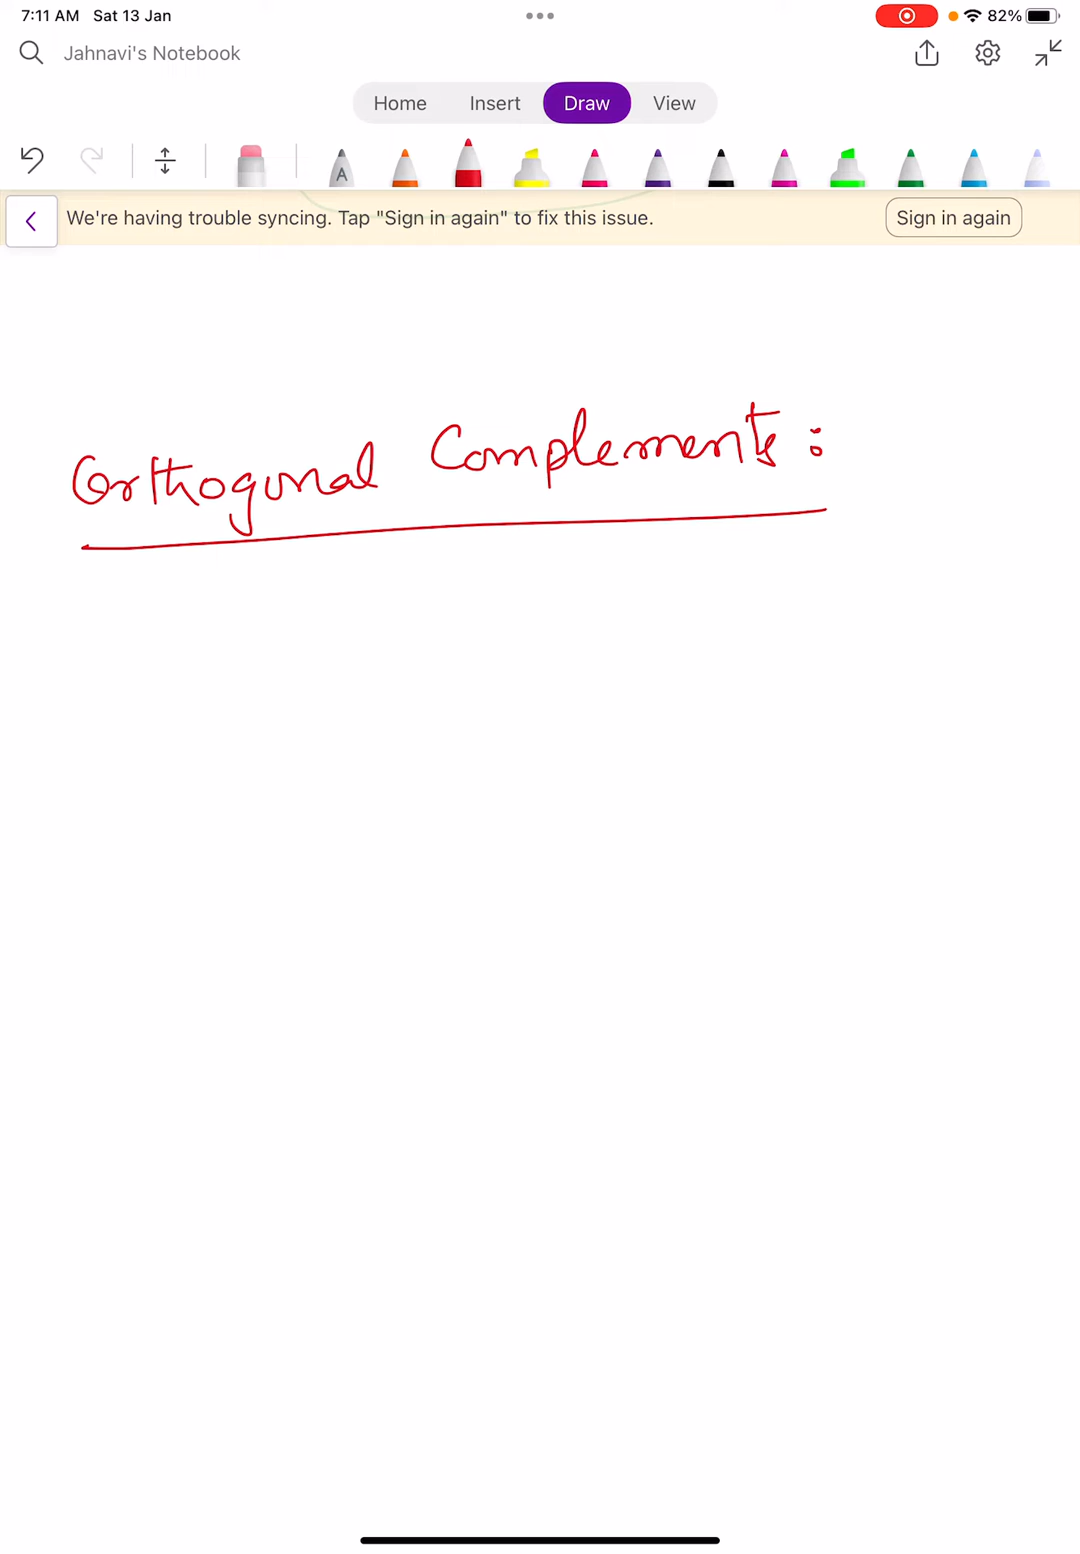 7:11 AM Sat 13 Jan
82%
Jahnavi's Notebook
Home Insert Draw View
A
We're having trouble syncing. Tap "Sign in again" to fix this issue. Sign in again
Orthogonal Complements :